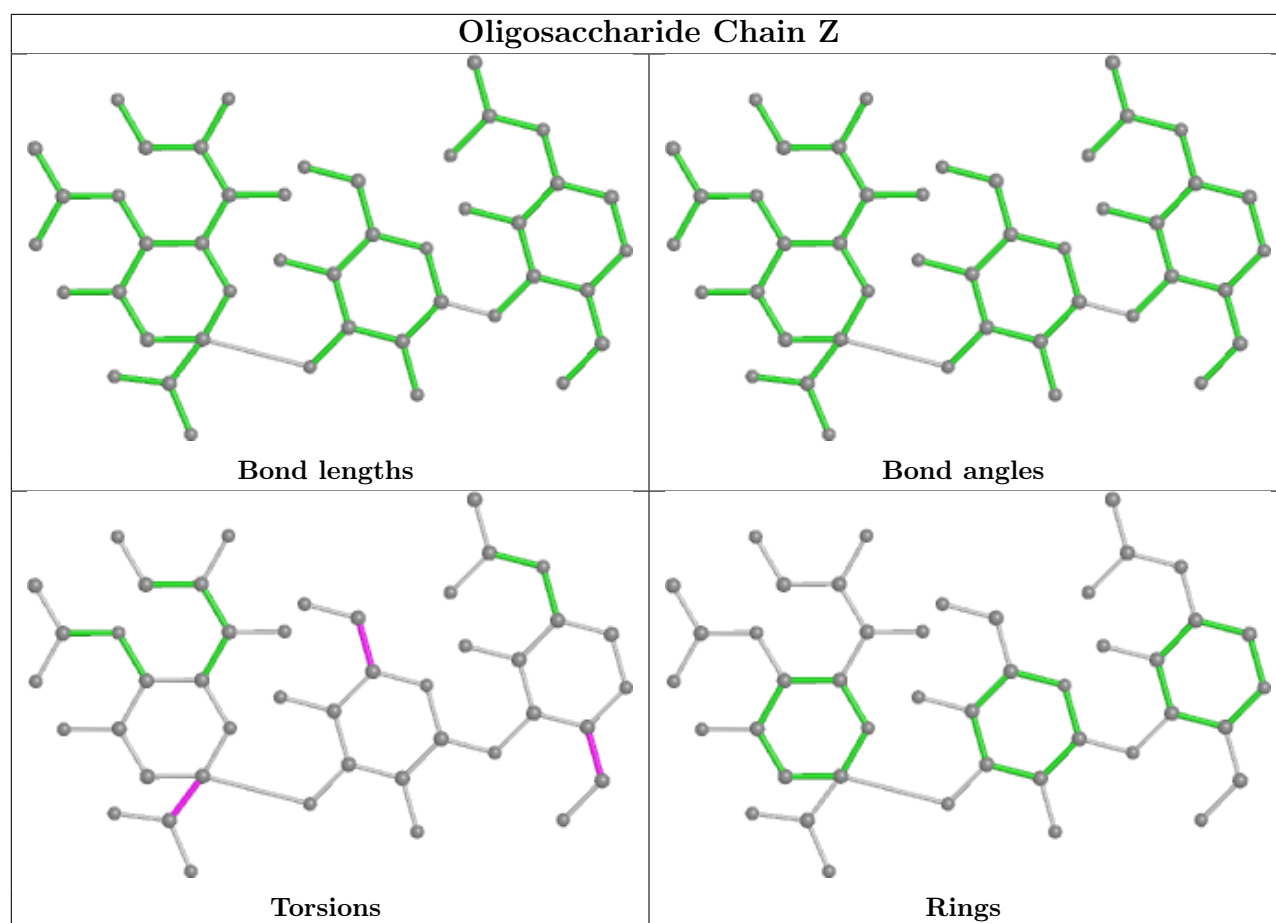 Oligosaccharide Chain Z
Bond lengths
Bond angles
Torsions
Rings